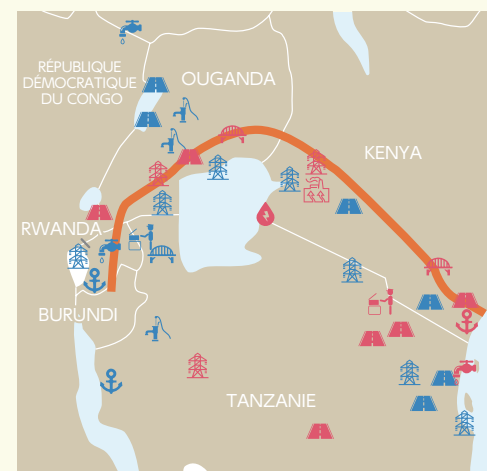 RÉPUBLIQUE
DÉMOCRATIQUE
DU CONGO
OUGANDA
KENYA
RWANDA
BURUNDI
TANZANIE